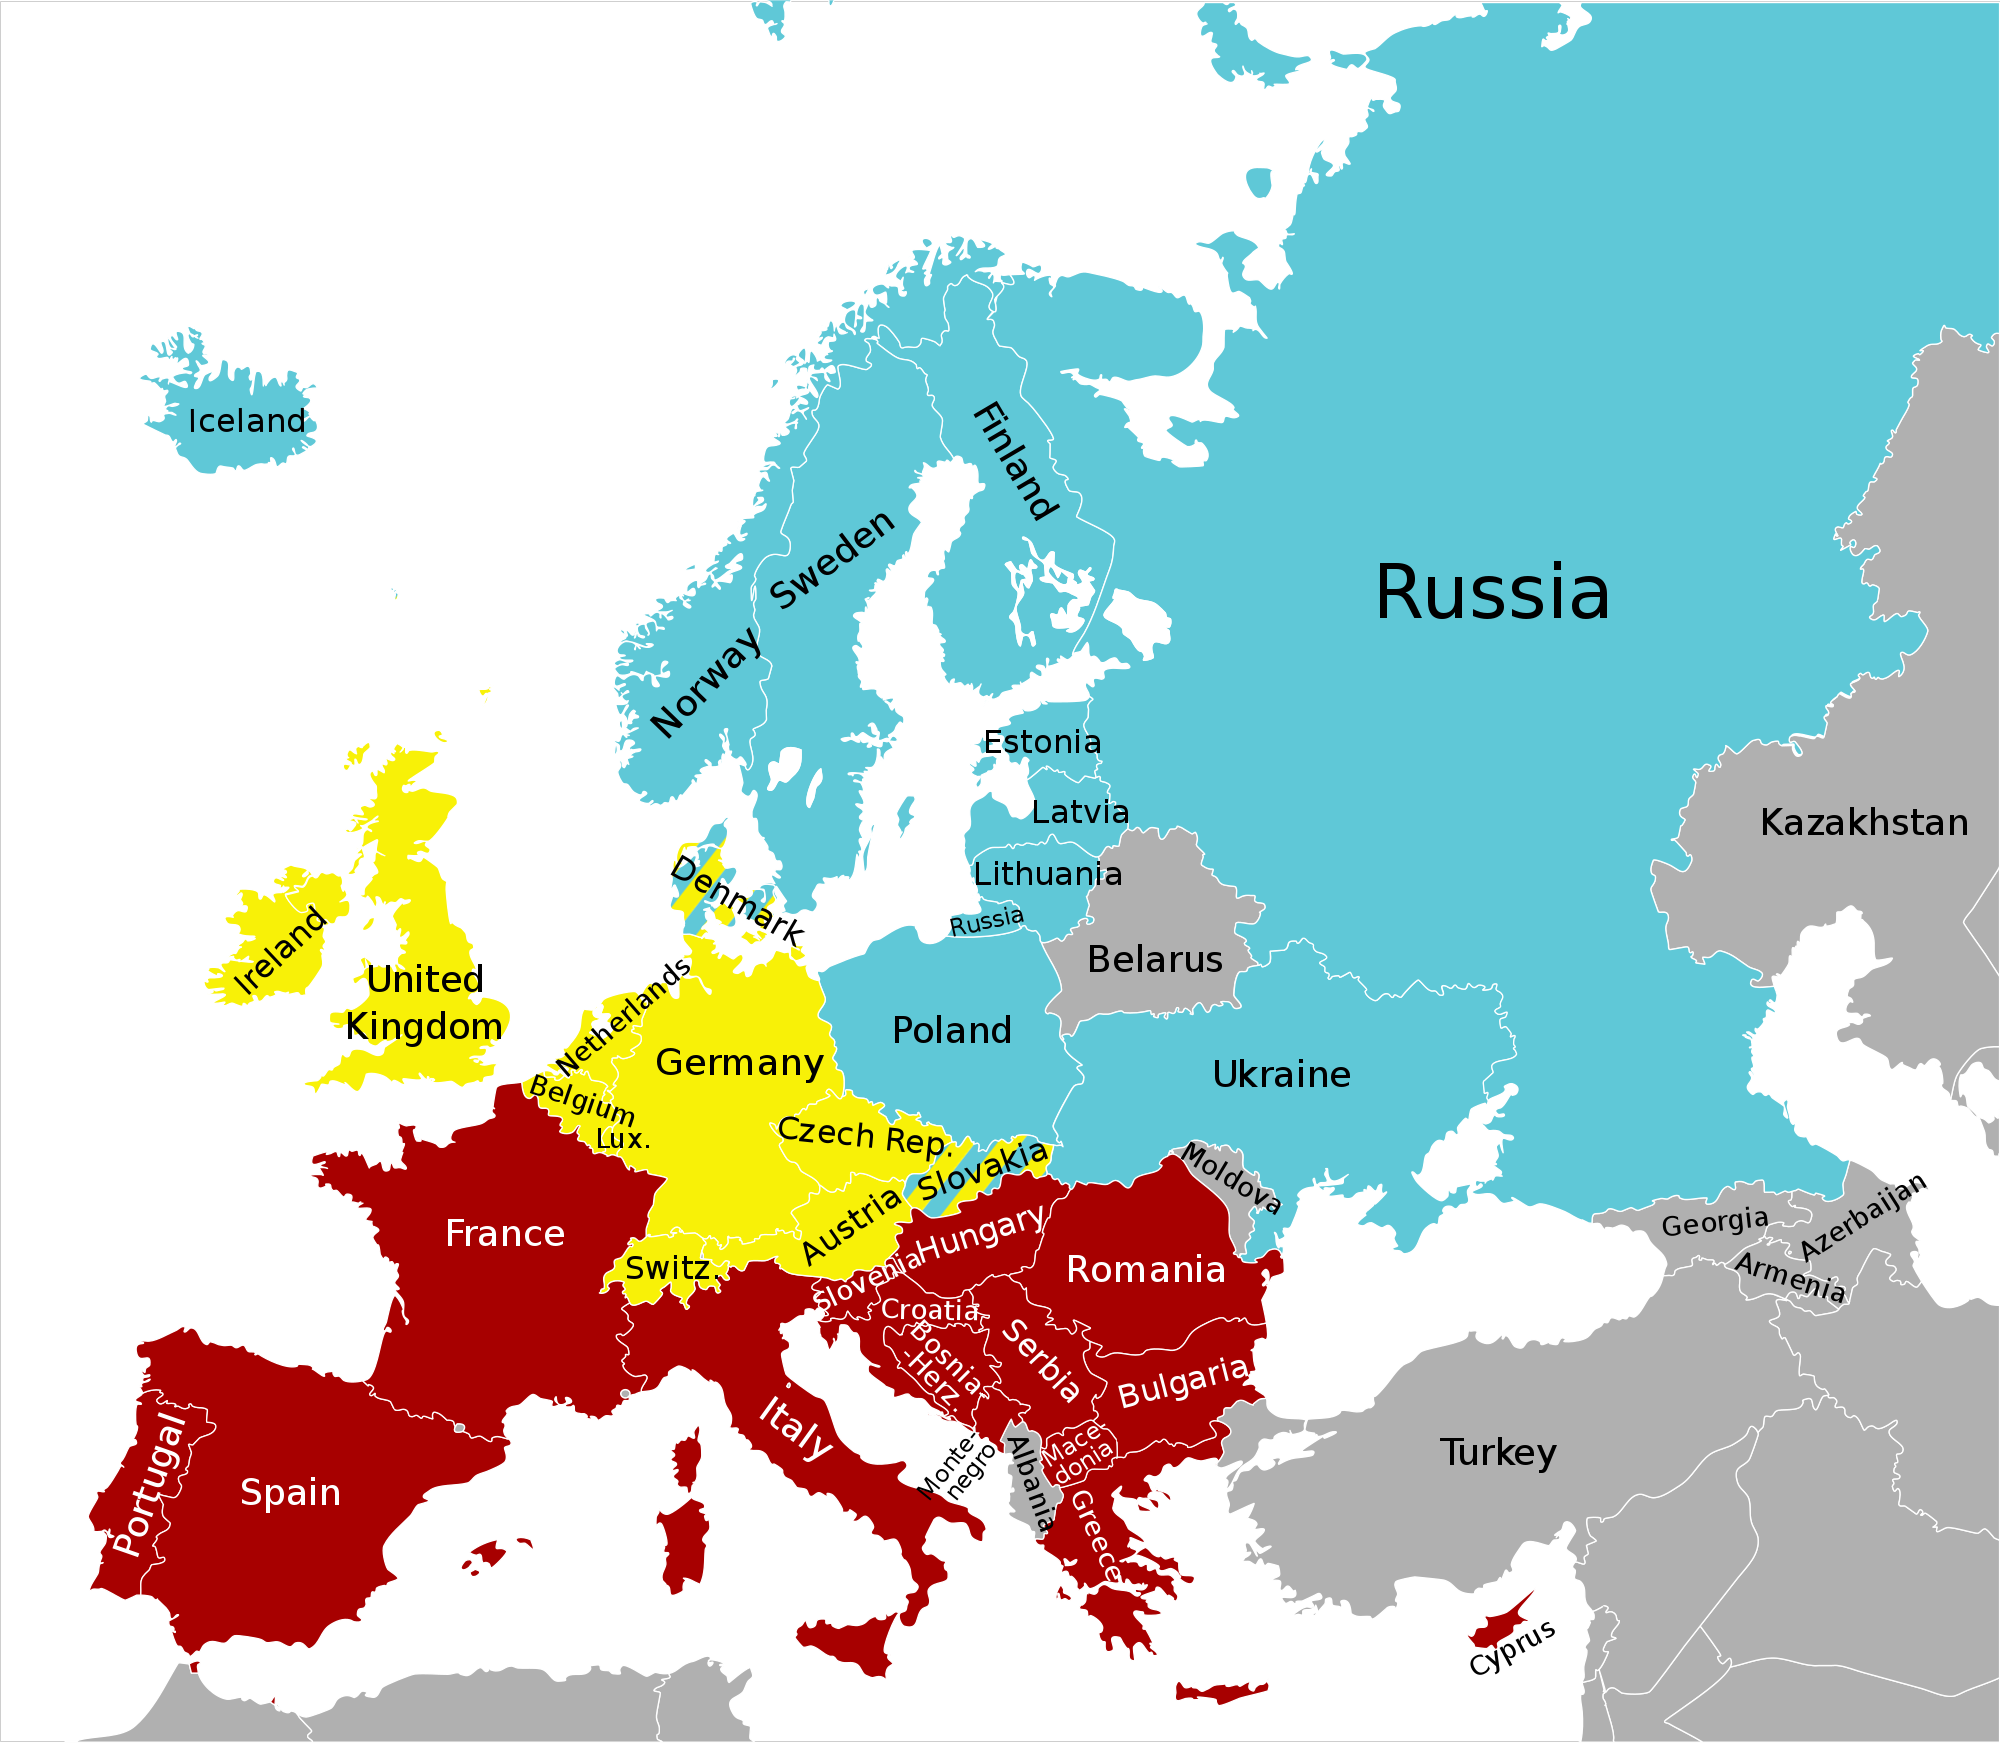 Iceland
Finland
Sweden
Norway
Russia
Estonia
Latvia
Lithuania
Russia
Kazakhstan
Denmark
Belarus
Ireland
United
Kingdom
Netherlands
Germany
Poland
Ukraine
Belgium
Lux.
Czech Rep.
Slovakia
Moldova
Austria
France
Switz.
Hungary
Slovenia
Romania
Georgia
Azerbaijan
Armenia
Croatia
Bosnia-
-Herz.
Serbia
Bulgaria
Italy
Monte-
negro
Albania
Mace-
donia
Greece
Turkey
Portugal
Spain
Cyprus